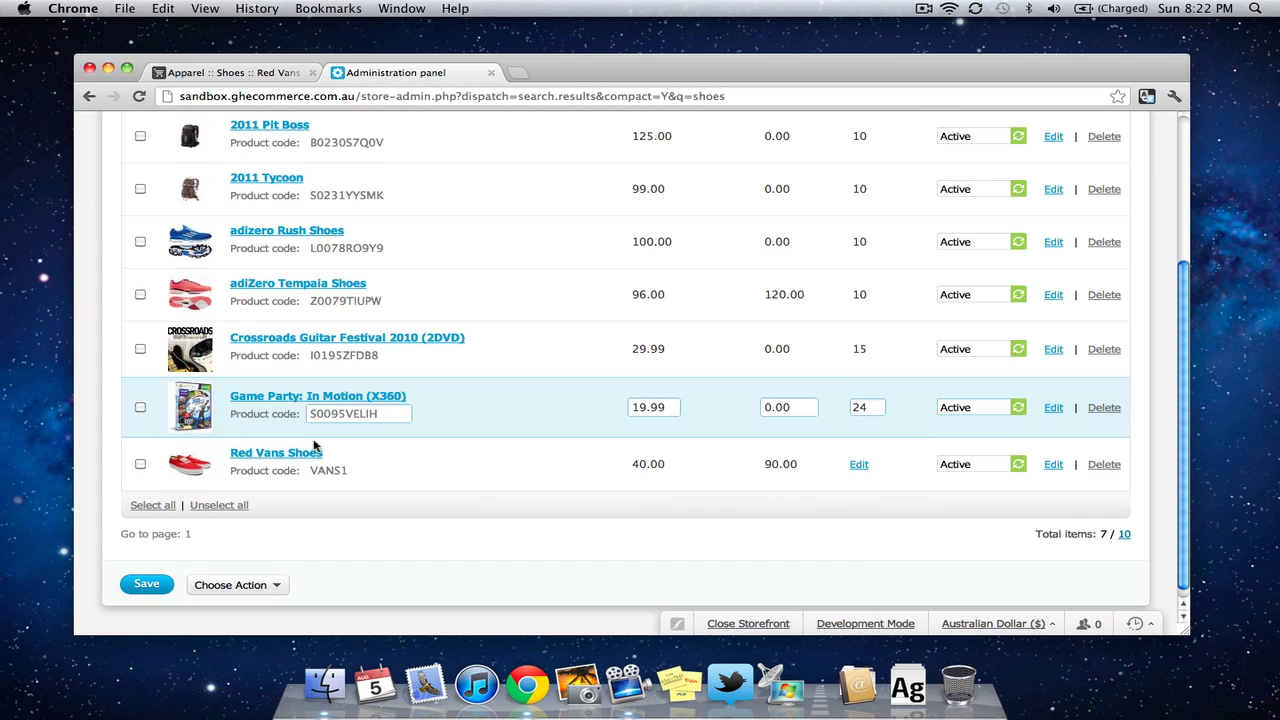 Chrome File Edit View History Bookmarks Window Help (Charged) Sun 8:22 PM
Apparel :: Shoes :: Red Vans Administration panel
sandbox.ghecommerce.com.au/store-admin.php?dispatch=search.results&compact=Y&q=shoes
2011 Pit Boss
Product code: B0230S7Q0V
125.00 0.00 10 Active Edit | Delete
2011 Tycoon
Product code: S0231YYSMK
99.00 0.00 10 Active Edit | Delete
adizero Rush Shoes
Product code: L0078RO9Y9
100.00 0.00 10 Active Edit | Delete
adiZero Tempaia Shoes
Product code: Z0079TIUPW
96.00 120.00 10 Active Edit | Delete
CROSSROADS
Crossroads Guitar Festival 2010 (2DVD)
Product code: I0195ZFDB8
29.99 0.00 15 Active Edit | Delete
Game Party: In Motion (X360)
Product code: S0095VELIH
19.99 0.00 24 Active Edit | Delete
Red Vans Shoes
Product code: VANS1
40.00 90.00 Edit Active Edit | Delete
Select all | Unselect all
Go to page: 1 Total items: 7 / 10
Save Choose Action
Close Storefront Development Mode Australian Dollar ($) 0
AUG
5
Ag